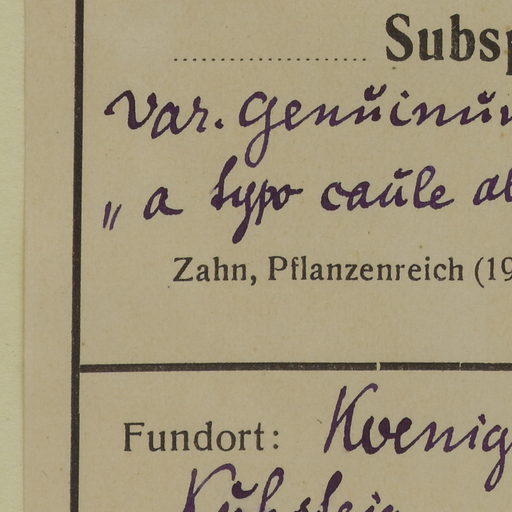 Subsp
Var. Genuinum
„a typo caule al
Zahn, Pflanzenreich (19
Fundort: Koenig